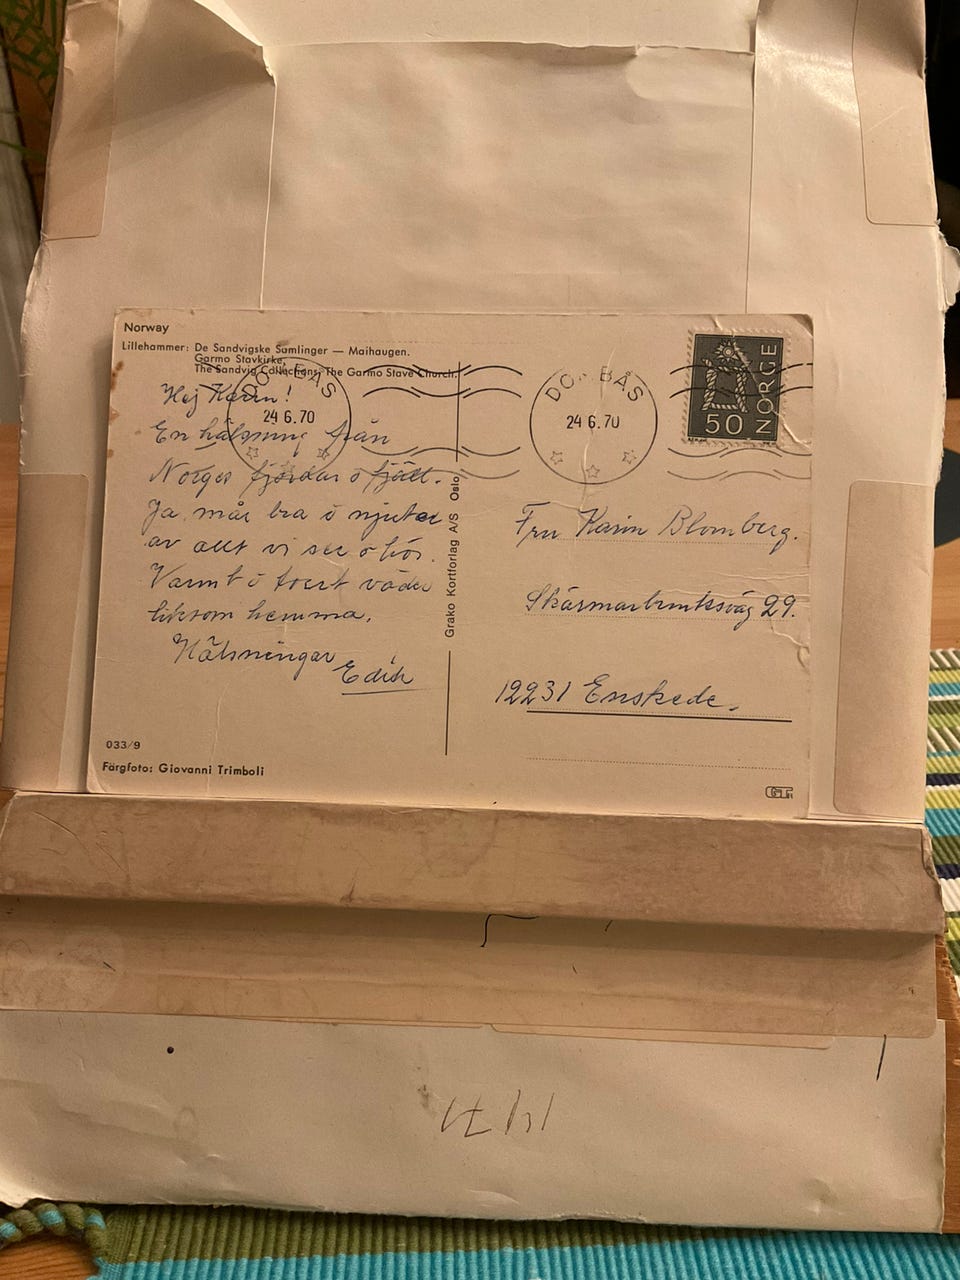 Norway
Lillehammer: De Sandvigske Samlinger — Maihaugen.
Garmo Stavkirke.
The Sandvig Collections, The Garmo Stave Church.
DOMBÅS
24 6.70
DOMBÅS
24 6.70
50 NORGE
Hej Karin!
En hälsning från
Norges fjordar o fjäll.
Ja mår bra o njuter
av allt vi ser o hör.
Varmt o torrt väder
liksom hemma.
Hälsningar
Edith
Grako Kortforlag A/S Oslo
Fru Karin Blomberg.
Skärmarbrinksväg 29.
12231 Enskede.
033/9
Färgfoto: Giovanni Trimboli